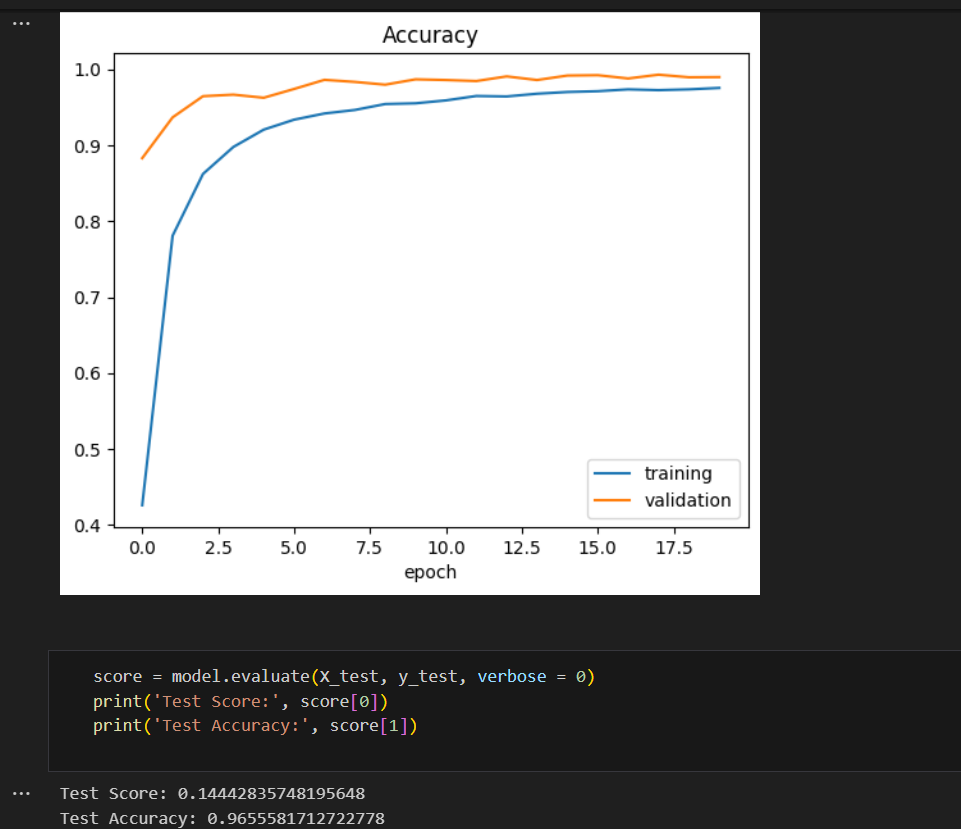 ...
Accuracy
1.0
0.9
0.8
0.7
0.6
0.5
0.4
training
validation
0.0 2.5 5.0 7.5 10.0 12.5 15.0 17.5
epoch
score = model.evaluate(X_test, y_test, verbose = 0)
print('Test Score:', score[0])
print('Test Accuracy:', score[1])
...
Test Score: 0.14442835748195648
Test Accuracy: 0.9655581712722778